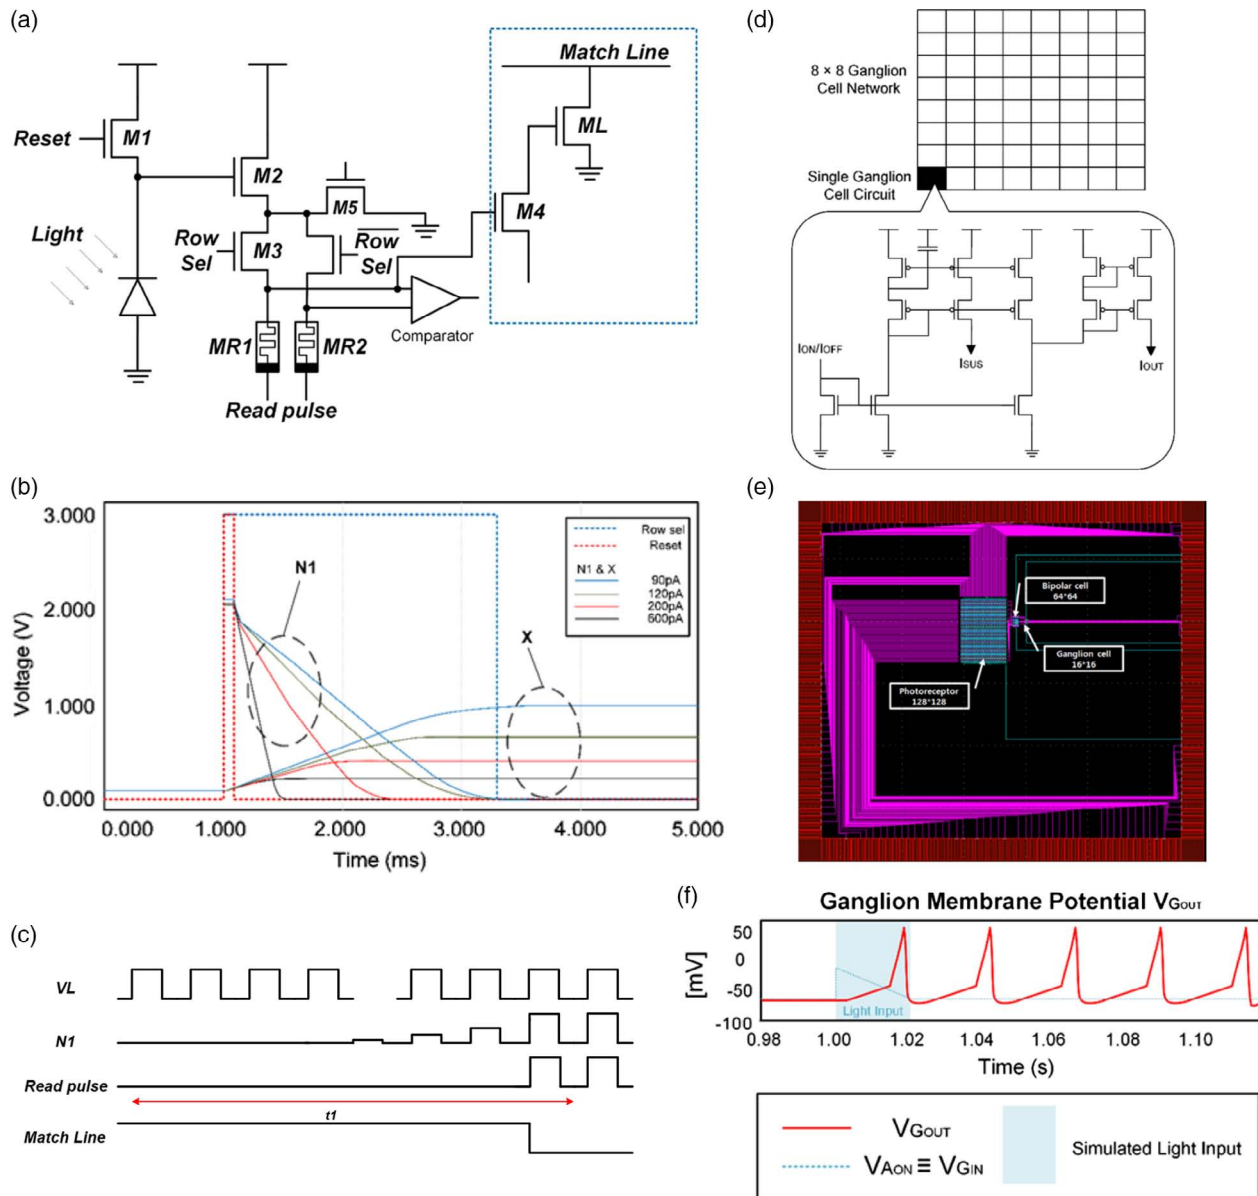 (a)
Match Line
ML
Reset
M1
M2
M5
M4
Light
Row
Sel
M3
Row
Sel
Comparator
MR1
MR2
Read pulse
(d)
8 × 8 Ganglion
Cell Network
Single Ganglion
Cell Circuit
ION/IOFF
ISUS
IOUT
(b)
3.000
2.000
1.000
0.000
Voltage (V)
N1
X
Row sel
Reset
N1 & X
90pA
120pA
200pA
600pA
0.000 1.000 2.000 3.000 4.000 5.000
Time (ms)
(e)
Bipolar cell
64*64
Ganglion cell
16*16
Photoreceptor
128*128
(c)
VL
N1
Read pulse
t1
Match Line
(f)
Ganglion Membrane Potential VGOUT
[mV]
50
0
-50
-100
Light Input
0.98 1.00 1.02 1.04 1.06 1.08 1.10
Time (s)
VGOUT
VAON ≡ VGIN
Simulated Light Input